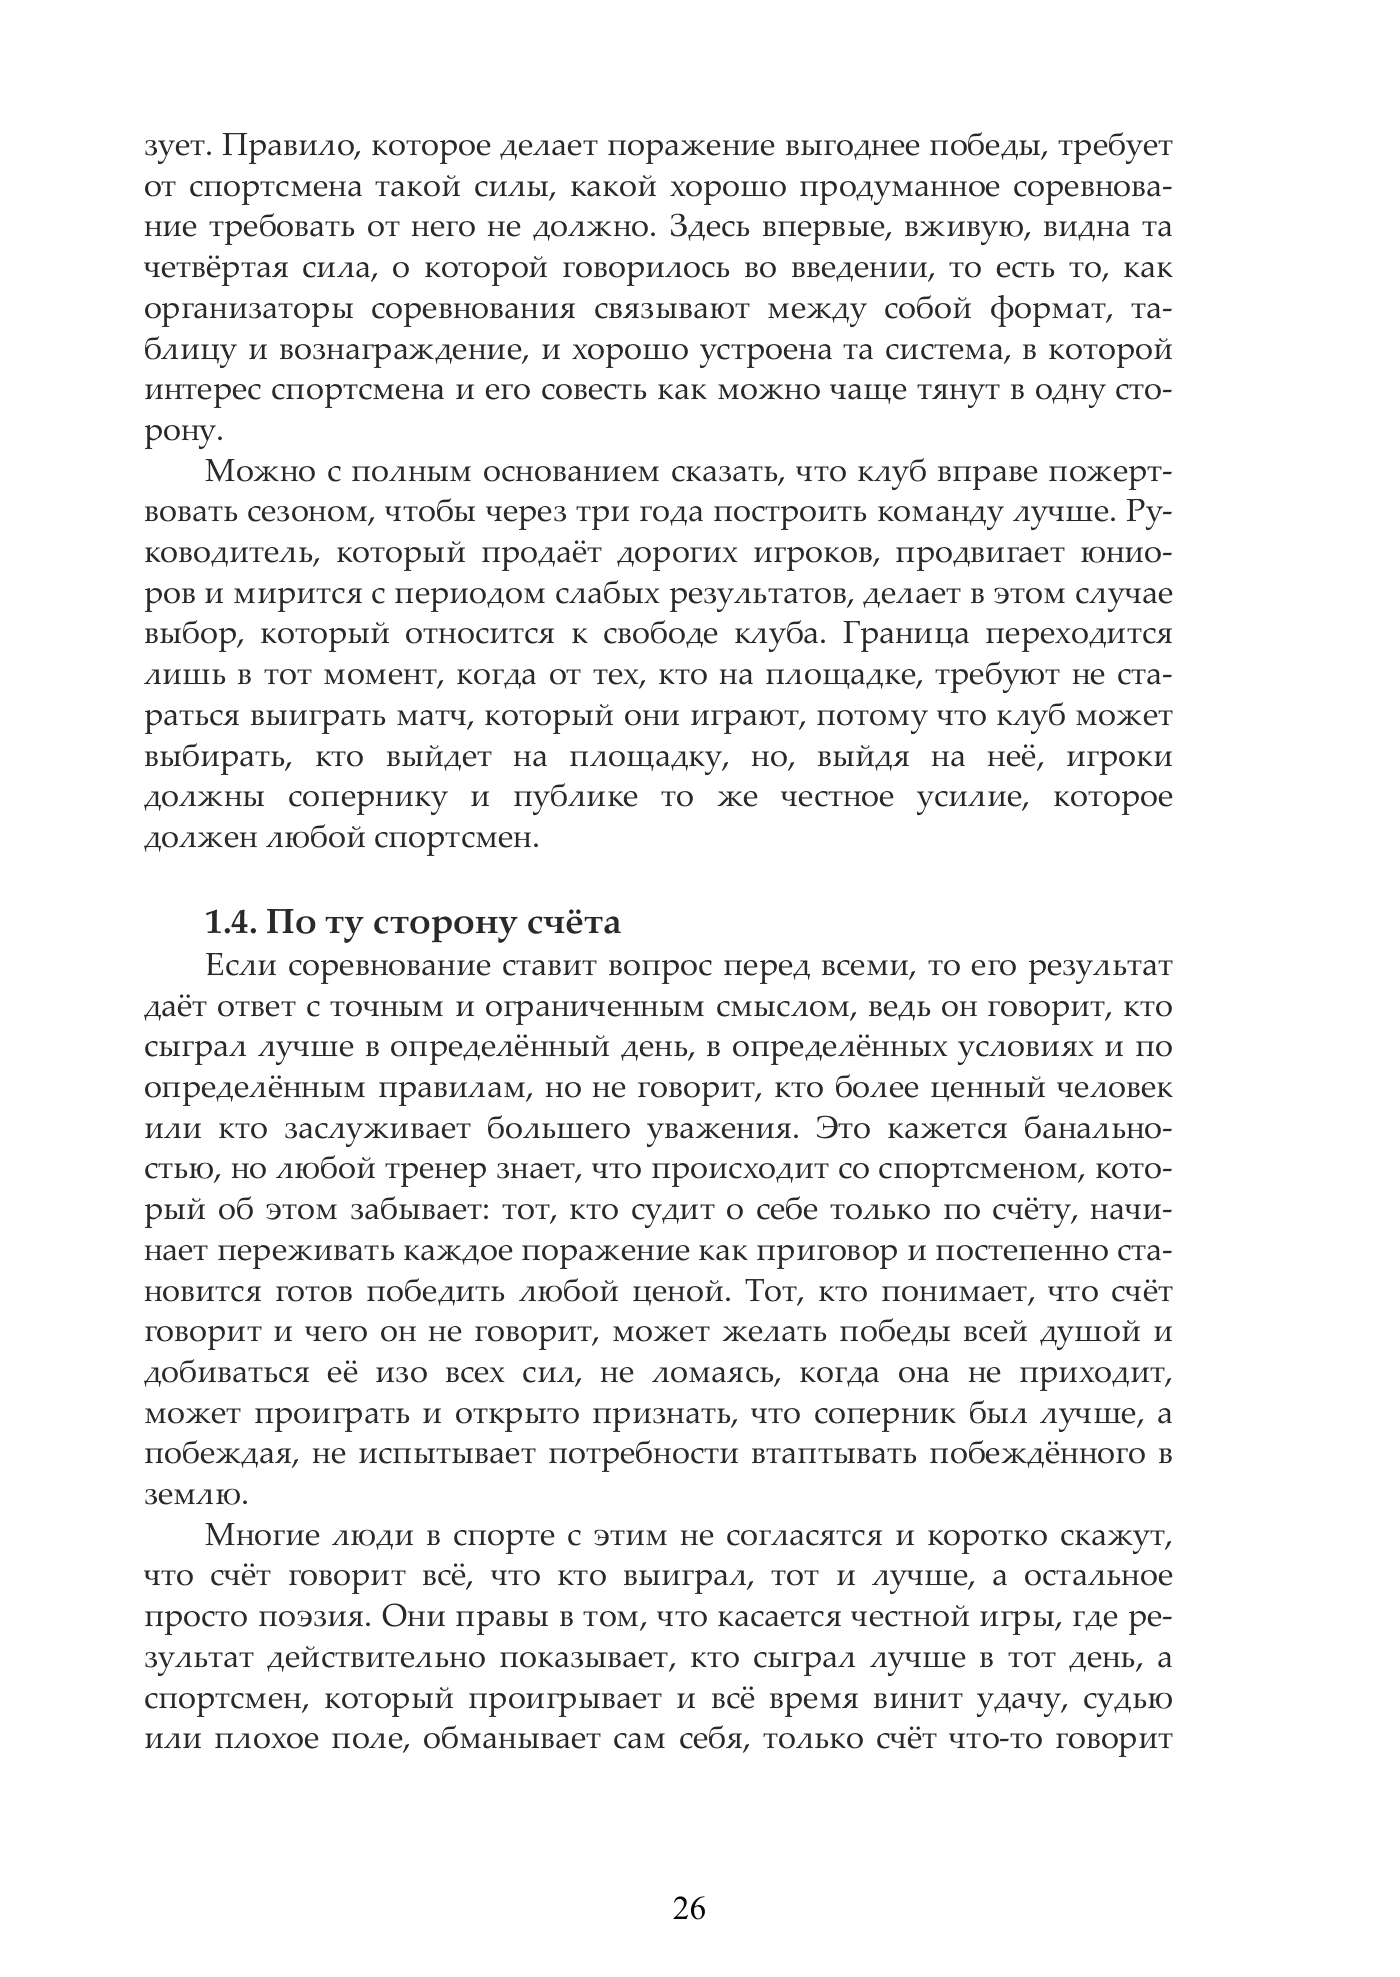 зует. Правило, которое делает поражение выгоднее победы, требует
от спортсмена такой силы, какой хорошо продуманное соревнова-
ние требовать от него не должно. Здесь впервые, вживую, видна та
четвёртая сила, о которой говорилось во введении, то есть то, как
организаторы соревнования связывают между собой формат, та-
блицу и вознаграждение, и хорошо устроена та система, в которой
интерес спортсмена и его совесть как можно чаще тянут в одну сто-
рону.
Можно с полным основанием сказать, что клуб вправе пожерт-
вовать сезоном, чтобы через три года построить команду лучше. Ру-
ководитель, который продаёт дорогих игроков, продвигает юнио-
ров и мирится с периодом слабых результатов, делает в этом случае
выбор, который относится к свободе клуба. Граница переходится
лишь в тот момент, когда от тех, кто на площадке, требуют не ста-
раться выиграть матч, который они играют, потому что клуб может
выбирать, кто выйдет на площадку, но, выйдя на неё, игроки
должны сопернику и публике то же честное усилие, которое
должен любой спортсмен.
1.4. По ту сторону счёта
Если соревнование ставит вопрос перед всеми, то его результат
даёт ответ с точным и ограниченным смыслом, ведь он говорит, кто
сыграл лучше в определённый день, в определённых условиях и по
определённым правилам, но не говорит, кто более ценный человек
или кто заслуживает большего уважения. Это кажется банально-
стью, но любой тренер знает, что происходит со спортсменом, кото-
рый об этом забывает: тот, кто судит о себе только по счёту, начи-
нает переживать каждое поражение как приговор и постепенно ста-
новится готов победить любой ценой. Тот, кто понимает, что счёт
говорит и чего он не говорит, может желать победы всей душой и
добиваться её изо всех сил, не ломаясь, когда она не приходит,
может проиграть и открыто признать, что соперник был лучше, а
побеждая, не испытывает потребности втаптывать побеждённого в
землю.
Многие люди в спорте с этим не согласятся и коротко скажут,
что счёт говорит всё, что кто выиграл, тот и лучше, а остальное
просто поэзия. Они правы в том, что касается честной игры, где ре-
зультат действительно показывает, кто сыграл лучше в тот день, а
спортсмен, который проигрывает и всё время винит удачу, судью
или плохое поле, обманывает сам себя, только счёт что-то говорит
26